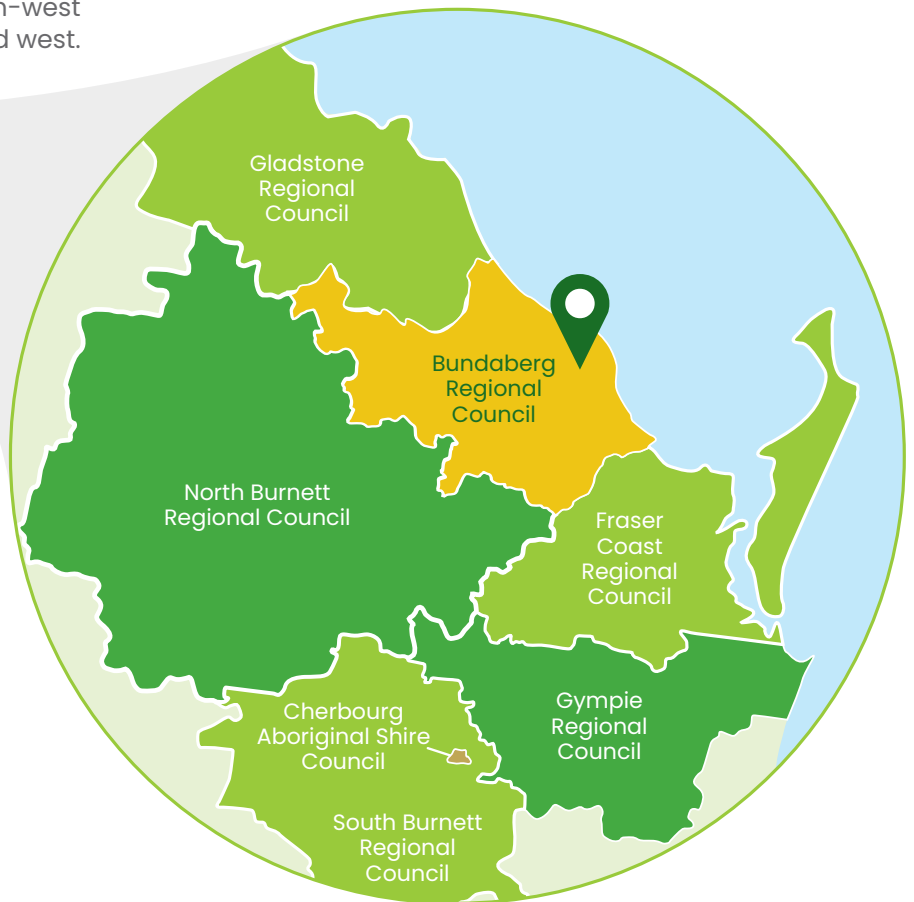 west.
Gladstone
Regional
Council
Bundaberg
Regional
Council
North Burnett
Regional Council
Fraser
Coast
Regional
Council
Gympie
Regional
Council
Cherbourg
Aboriginal Shire
Council
South Burnett
Regional
Council